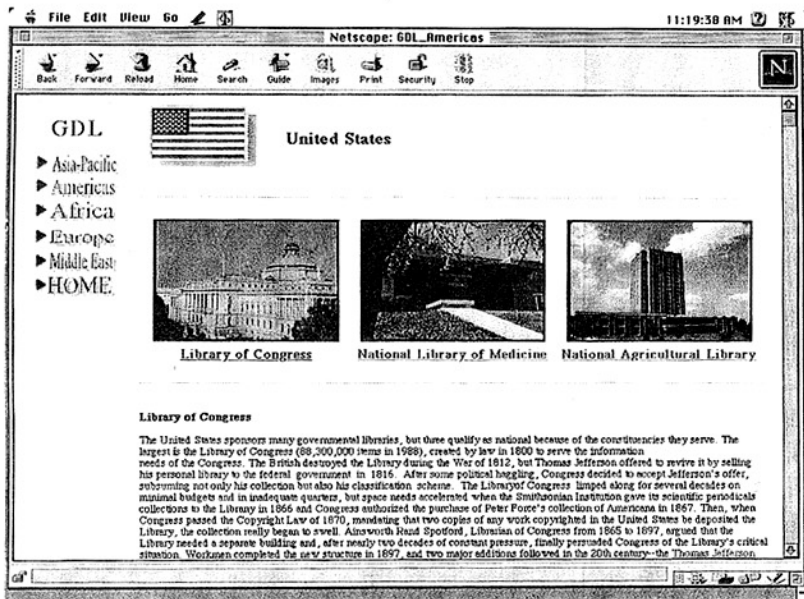 File Edit View Go 11:19:38 AM
Netscape: GDL_Americas
Back Forward Reload Home Search Guide Images Print Security Stop
N
GDL
Asia-Pacific
Americas
Africa
Europe
Middle East
HOME
United States
Library of Congress National Library of Medicine National Agricultural Library
Library of Congress
The United States sponsors many governmental libraries, but three qualify as national because of the constituencies they serve. The
largest is the Library of Congress (88,300,000 items in 1988), created by law in 1800 to serve the information
needs of the Congress. The British destroyed the Library during the War of 1812, but Thomas Jefferson offered to revive it by selling
his personal library to the federal government in 1816. After some political haggling, Congress decided to accept Jefferson's offer,
subsuming not only his collection but also his classification scheme. The Libraryof Congress limped along for several decades on
minimal budgets and in inadequate quarters, but space needs accelerated when the Smithsonian Institution gave its scientific periodicals
collections to the Library in 1866 and Congress authorized the purchase of Peter Force's collection of Americana in 1867. Then, when
Congress passed the Copyright Law of 1870, mandating that two copies of any work copyrighted in the United States be deposited the
Library, the collection really began to swell. Ainsworth Rand Spofford, Librarian of Congress from 1865 to 1897, argued that the
Library needed a separate building and, after nearly two decades of constant pressure, finally persuaded Congress of the Library's critical
situation. Workmen completed the new structure in 1897, and two major additions followed in the 20th century--the Thomas Jefferson